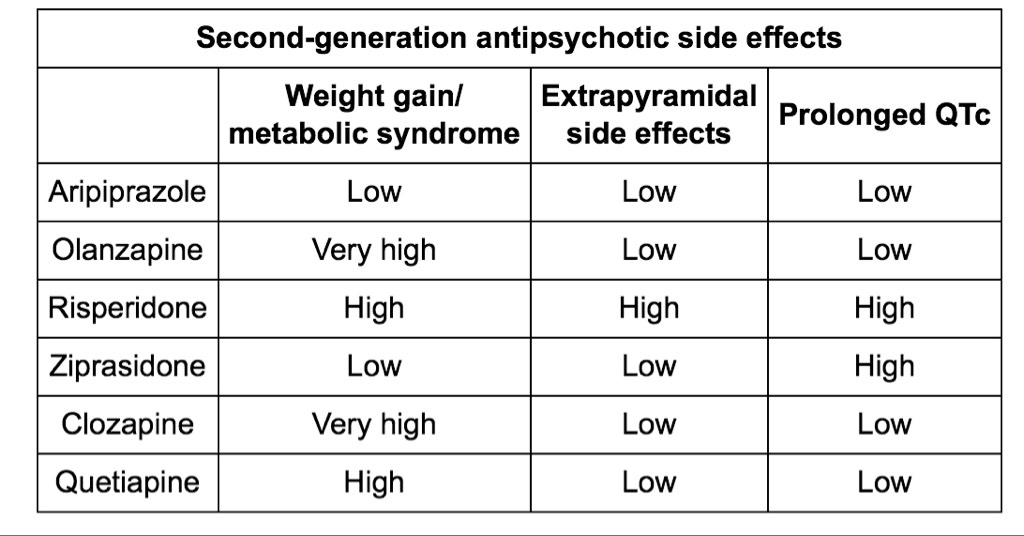 Second-generation antipsychotic side effects
Weight gain/ metabolic syndrome Extrapyramidal side effects Prolonged QTc
Aripiprazole Low Low Low
Olanzapine Very high Low Low
Risperidone High High High
Ziprasidone Low Low High
Clozapine Very high Low Low
Quetiapine High Low Low